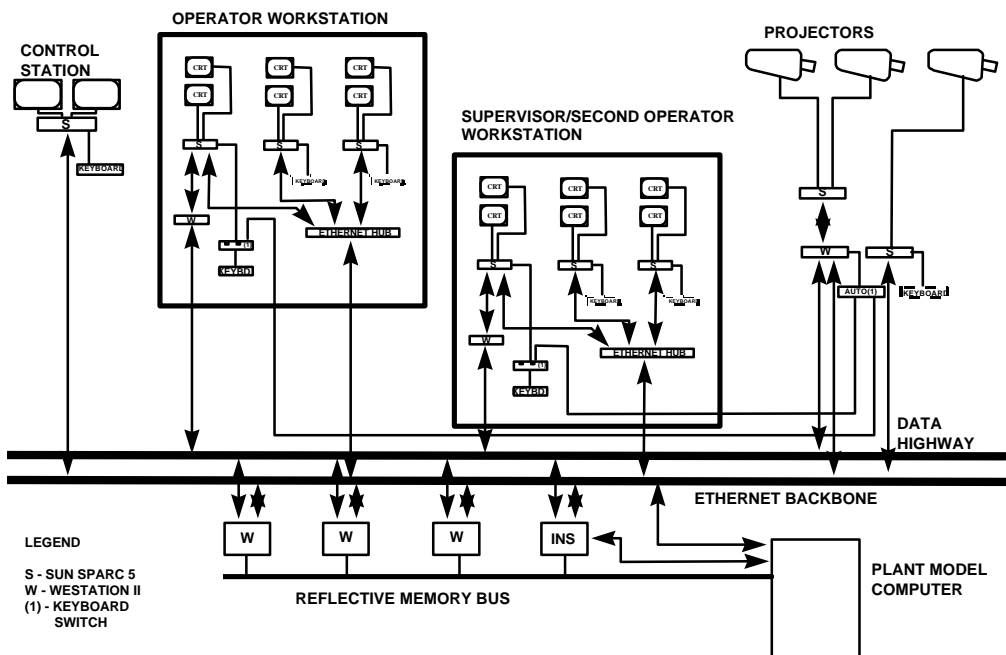 OPERATOR WORKSTATION
CONTROL
STATION
PROJECTORS
CRT CRT CRT
CRT CRT CRT
S
S S S
KEYBOARD
KEYBOARD KEYBOARD
W
(1)
ETHERNET HUB
KEYBD
SUPERVISOR/SECOND OPERATOR
WORKSTATION
CRT CRT CRT
CRT CRT CRT
S S S
KEYBOARD KEYBOARD
W
(1)
ETHERNET HUB
KEYBD
S
W S
AUTO(1) KEYBOARD
DATA
HIGHWAY
ETHERNET BACKBONE
W W W INS
REFLECTIVE MEMORY BUS
PLANT MODEL
COMPUTER
LEGEND
S - SUN SPARC 5
W - WESTATION II
(1) - KEYBOARD
SWITCH